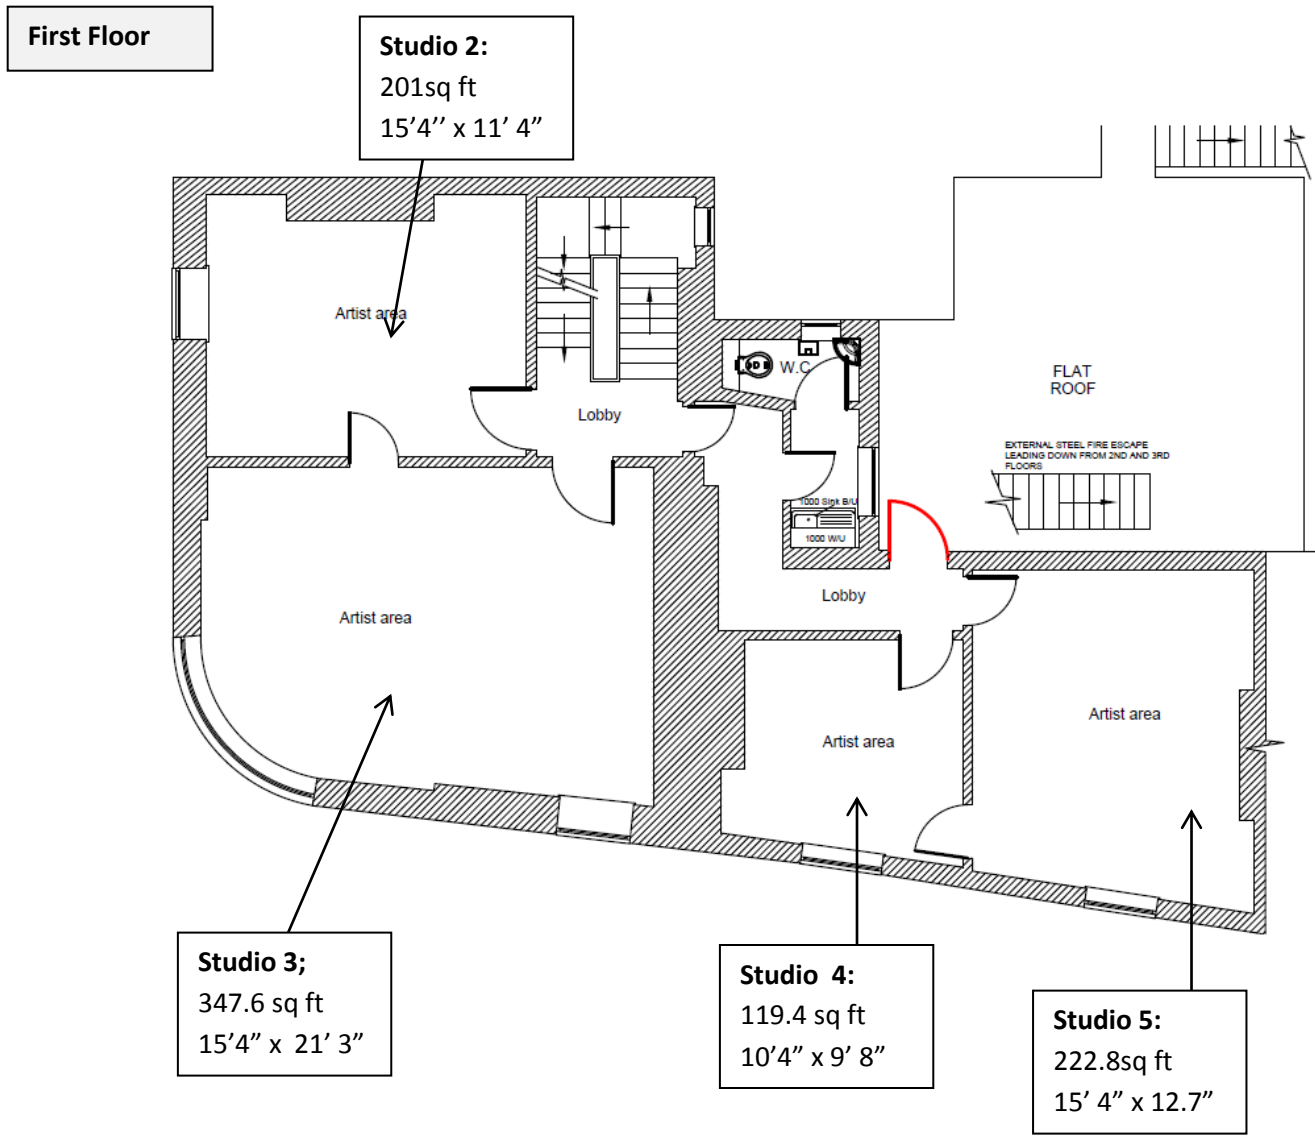 First Floor
Studio 2:
201sq ft
15’4’’ x 11’ 4”
Artist area
W.C
FLAT
ROOF
Lobby
EXTERNAL STEEL FIRE ESCAPE
LEADING DOWN FROM 2ND AND 3RD
FLOORS
1000 Sink B/U
1000 W/U
Lobby
Artist area
Artist area
Artist area
Studio 3;
347.6 sq ft
15’4” x  21’ 3”
Studio  4:
119.4 sq ft
10’4” x 9’ 8”
Studio 5:
222.8sq ft
15’ 4” x 12.7”